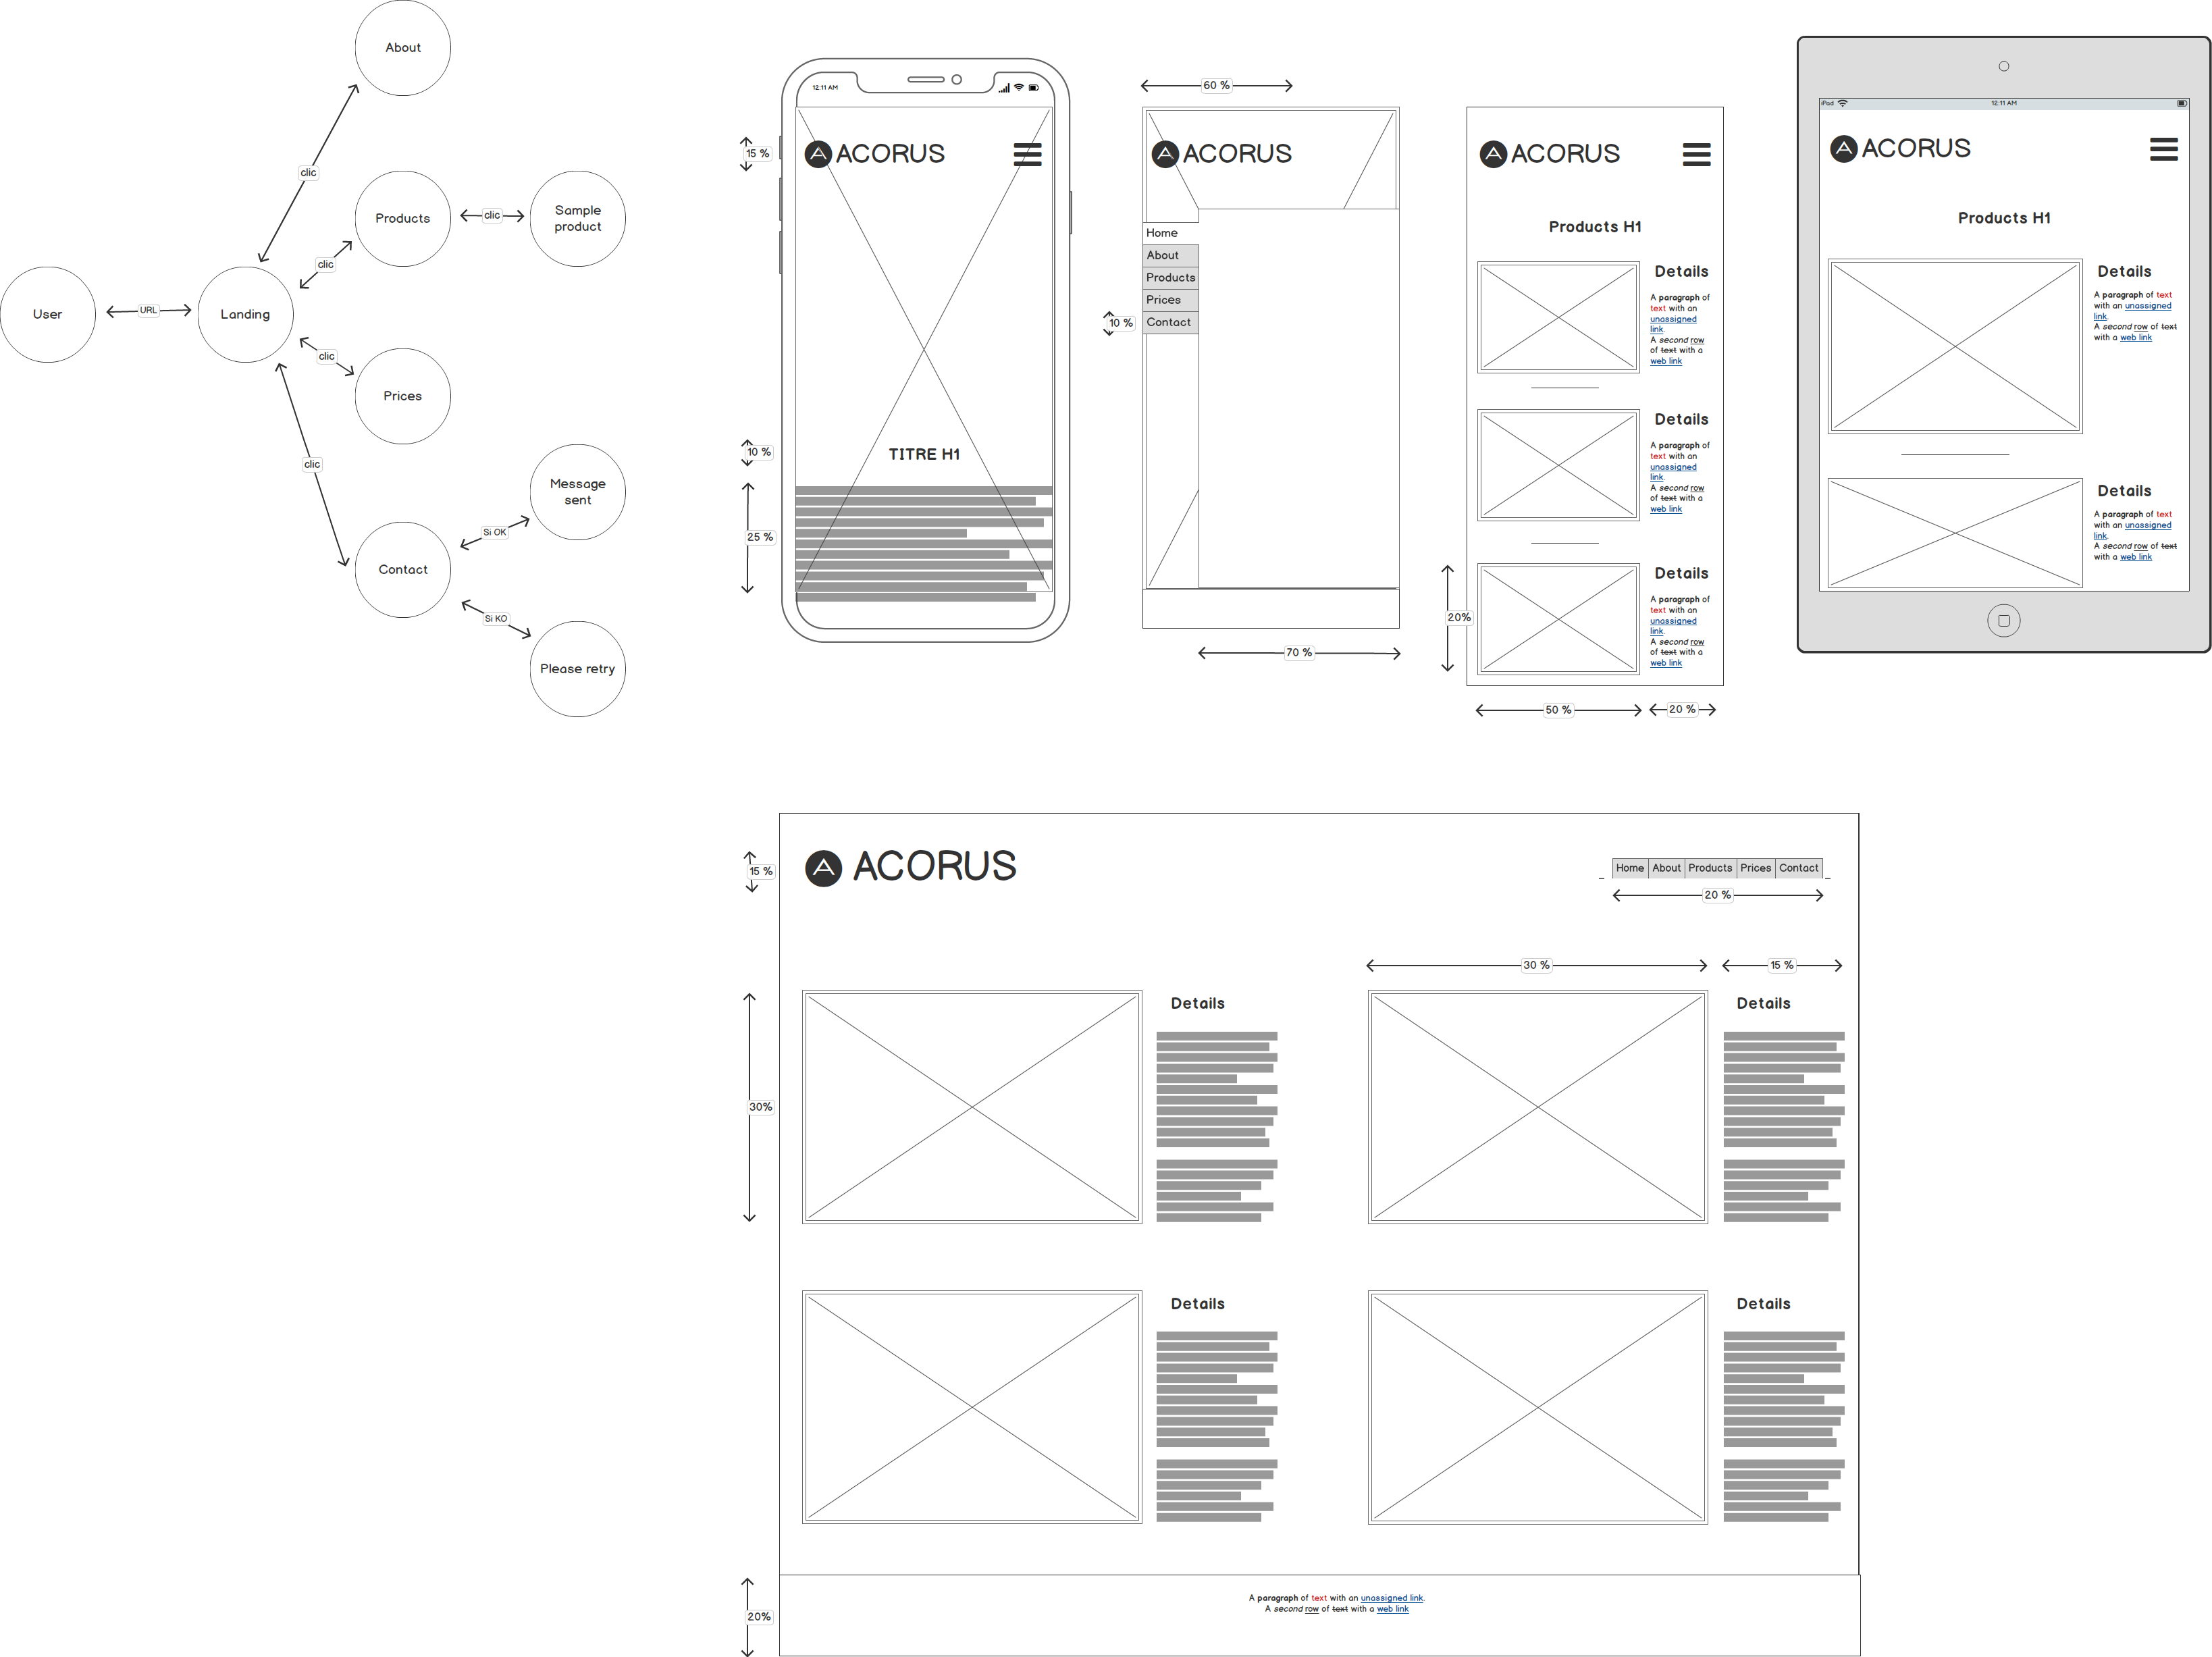 About
clic
Products
clic
Sample
product
clic
User
URL
Landing
clic
Prices
clic
Message
sent
Si OK
Contact
Si KO
Please retry
12:11 AM
15 %
ACORUS
10 %
TITRE H1
25 %
60 %
ACORUS
Home
About
Products
Prices
10 %
Contact
70 %
ACORUS
Products H1
Details
A paragraph of
text with an
unassigned
link.
A second row
of text with a
web link
Details
A paragraph of
text with an
unassigned
link.
A second row
of text with a
web link
20%
Details
A paragraph of
text with an
unassigned
link.
A second row
of text with a
web link
50 %
20 %
iPod
12:11 AM
ACORUS
Products H1
Details
A paragraph of text
with an unassigned
link.
A second row of text
with a web link
Details
A paragraph of text
with an unassigned
link.
A second row of text
with a web link
15 %
ACORUS
Home About Products Prices Contact
20 %
30 %
15 %
30%
Details
Details
Details
Details
20%
A paragraph of text with an unassigned link.
A second row of text with a web link